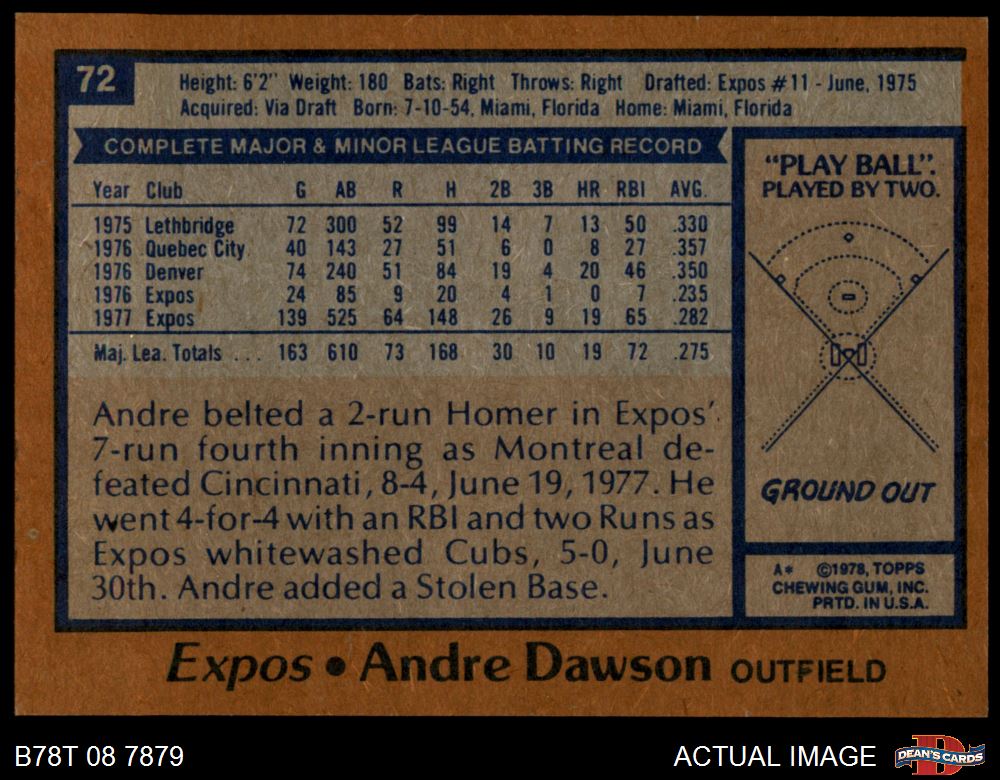 72
Height: 6'2" Weight: 180 Bats: Right Throws: Right Drafted: Expos #11 - June, 1975
Acquired: Via Draft Born: 7-10-54, Miami, Florida Home: Miami, Florida
COMPLETE MAJOR & MINOR LEAGUE BATTING RECORD
Year Club G AB R H 2B 3B HR RBI AVG.
1975 Lethbridge 72 300 52 99 14 7 13 50 .330
1976 Quebec City 40 143 27 51 6 0 8 27 .357
1976 Denver 74 240 51 84 19 4 20 46 .350
1976 Expos 24 85 9 20 4 1 0 7 .235
1977 Expos 139 525 64 148 26 9 19 65 .282
Maj. Lea. Totals ... 163 610 73 168 30 10 19 72 .275
Andre belted a 2-run Homer in Expos'
7-run fourth inning as Montreal de-
feated Cincinnati, 8-4, June 19, 1977. He
went 4-for-4 with an RBI and two Runs as
Expos whitewashed Cubs, 5-0, June
30th. Andre added a Stolen Base.
"PLAY BALL".
PLAYED BY TWO.
GROUND OUT
A* ©1978, TOPPS
CHEWING GUM, INC.
PRTD. IN U.S.A.
Expos • Andre Dawson OUTFIELD
B78T 08 7879
ACTUAL IMAGE
D
DEAN'S CARDS